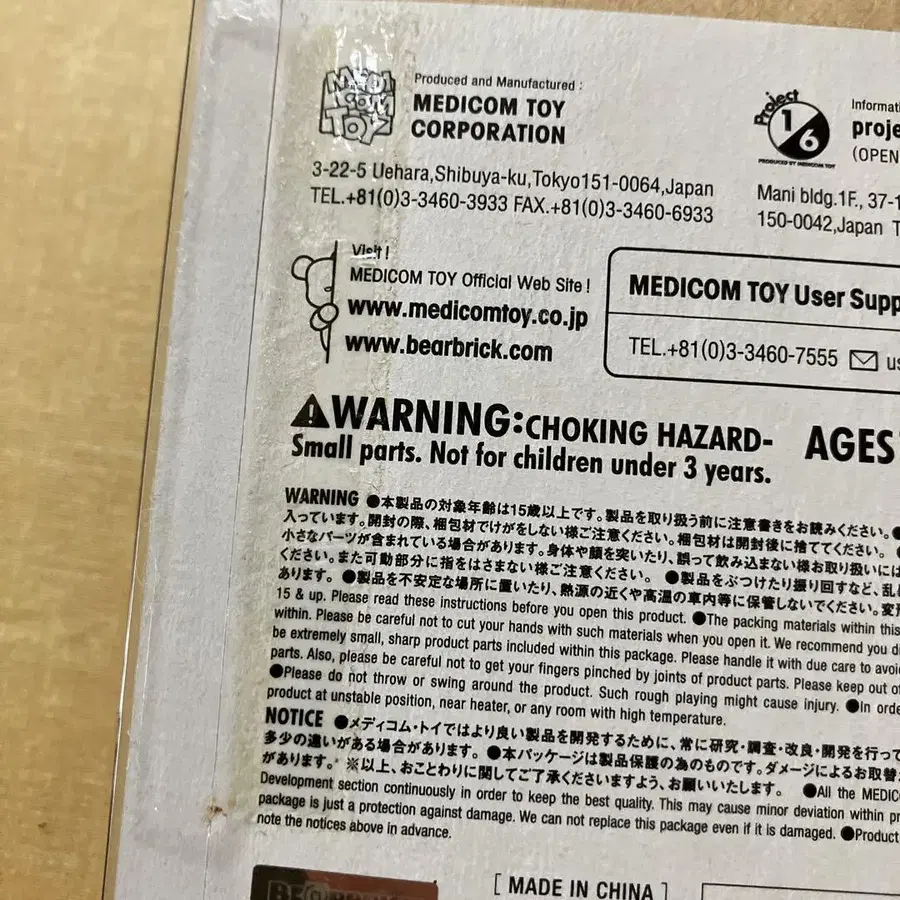 MEDICOM TOY
Produced and Manufactured :
MEDICOM TOY
CORPORATION
3-22-5 Uehara,Shibuya-ku,Tokyo151-0064,Japan
TEL.+81(0)3-3460-3933 FAX.+81(0)3-3460-6933
Project
1/6
PRODUCED BY MEDICOM TOY
(OPEN
Mani bldg.1F., 37-1
150-0042,Japan T
Visit !
MEDICOM TOY Official Web Site !
www.medicomtoy.co.jp
www.bearbrick.com
MEDICOM TOY User Supp
TEL.+81(0)3-3460-7555
WARNING:CHOKING HAZARD-
Small parts. Not for children under 3 years.
AGES
WARNING ●本製品の対象年齢は15歳以上です。製品を取り扱う前に注意書きをお読みください。●
入っています。開封の際、梱包材でけがをしない様ご注意ください。梱包材は開封後に捨ててください。
小さなパーツが含まれている場合があります。身体や顔を突いたり、誤って飲み込まない様お取り扱いには
ください。また可動部分に指をはさまない様ご注意ください。 ●製品をぶつけたり振り回すなど、乱
あります。 ●製品を不安定な場所に置いたり、熱源の近くや高温の車内等に保管しないでください。変形
15 & up. Please read these instructions before you open this product. ●The packing materials within this
within. Please be careful not to cut your hands with such materials when you open it. We recommend you
be extremely small, sharp product parts included within this package. Please handle it with due care to avoid
parts. Also, please be careful not to get your fingers pinched by joints of product parts. Please keep out of
●Please do not throw or swing around the product. Such rough playing might cause injury. ●In orde
product at unstable position, near heater, or any room with high temperature.
NOTICE ●メディコム・トイではより良い製品を開発するために、常に研究・調査・改良・開発を行って
多少の違いがある場合があります。 ●本パッケージは製品保護の為のものです。ダメージによるお取替え
があります。 ※以上、おことわりに関してご了承くださいますよう、お願いいたします。 ●All the MEDIC
Development section continuously in order to keep the best quality. This may cause minor deviation within pr
package is just a protection against damage. We can not replace this package even if it is damaged. ●Product
note the notices above in advance.
[ MADE IN CHINA ]